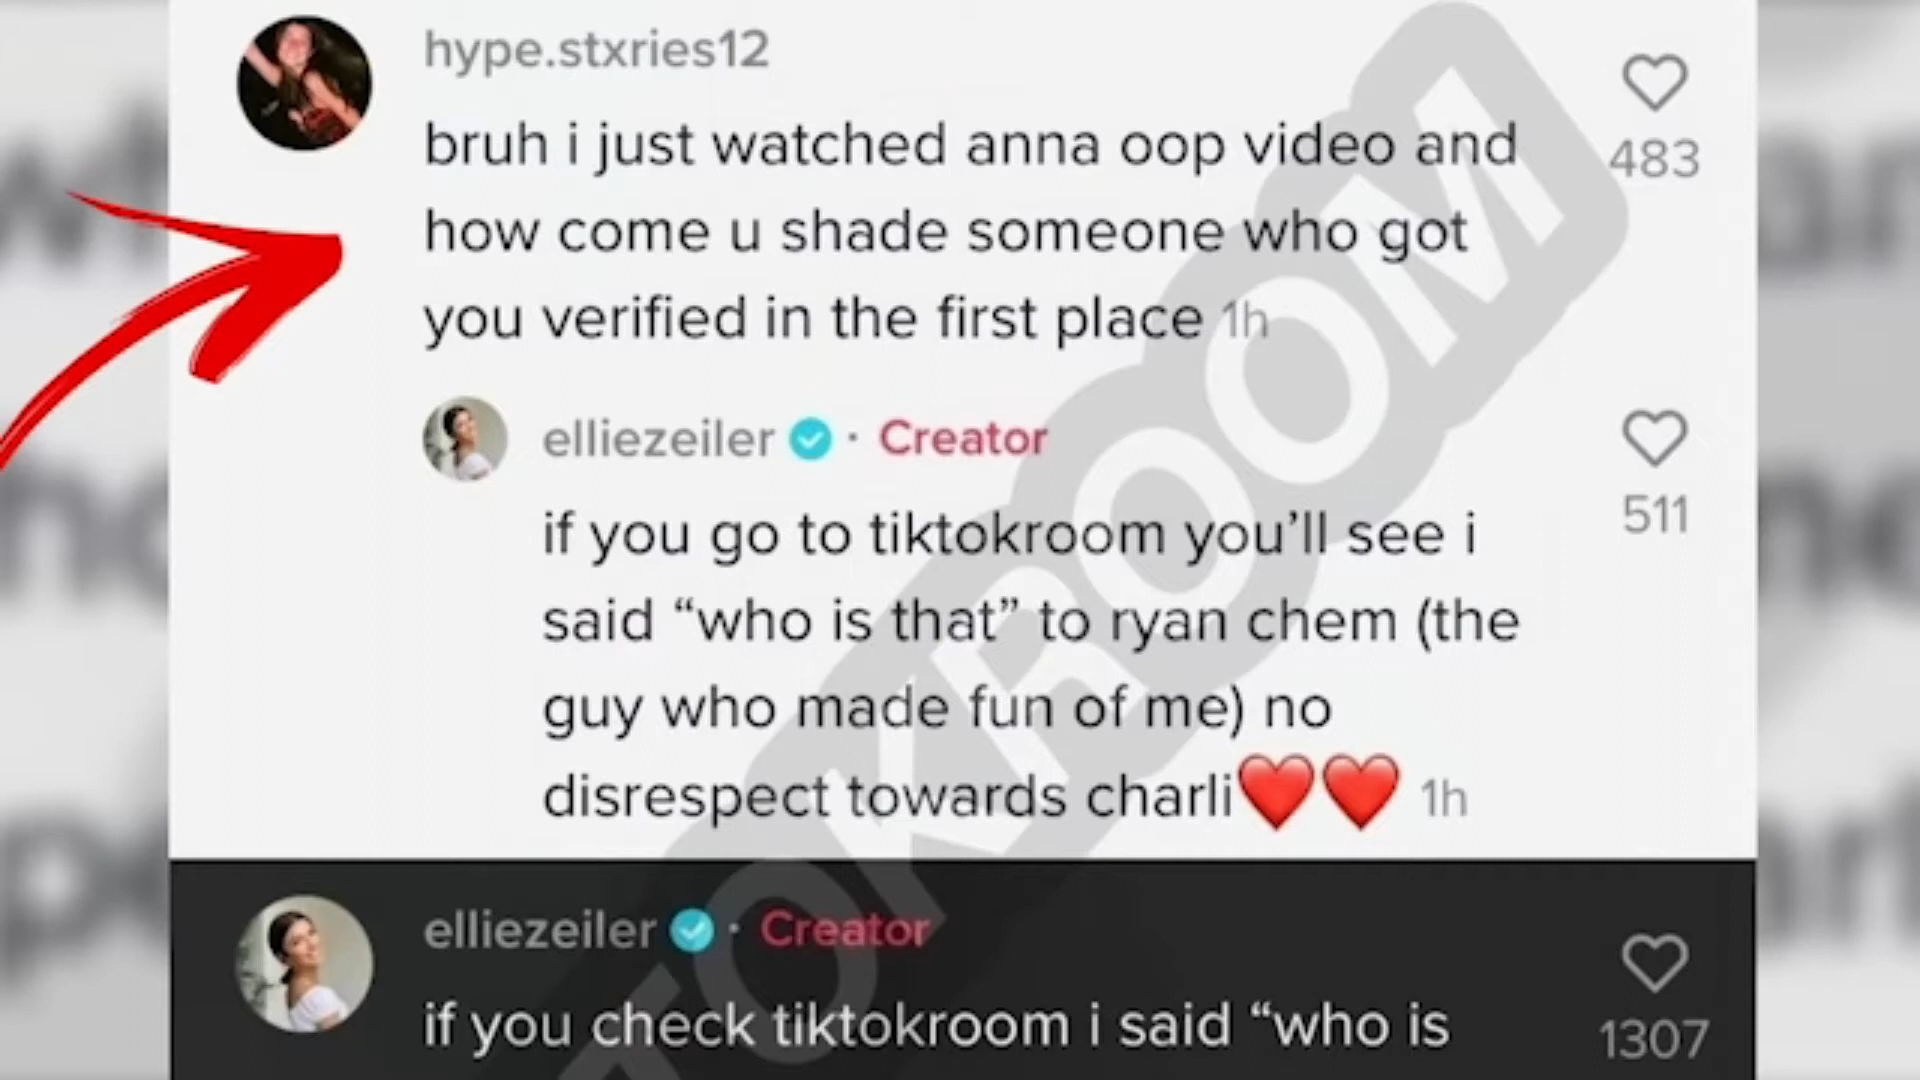 hype.stxries12
bruh i just watched anna oop video and
483
how come u shade someone who got
you verified in the first place 1h
elliezeiler · Creator
if you go to tiktokroom you’ll see i
511
said “who is that” to ryan chem (the
guy who made fun of me) no
disrespect towards charli❤️❤️ 1h
elliezeiler · Creator
if you check tiktokroom i said “who is
1307
TOKROOM